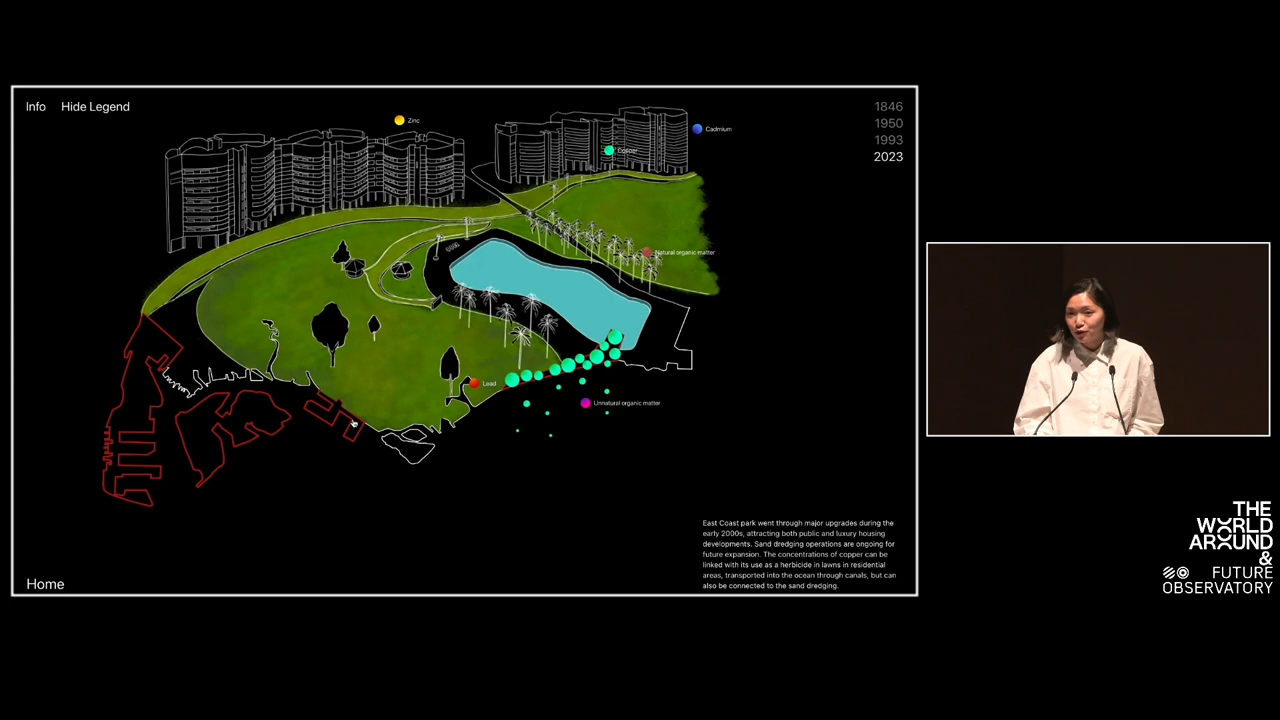 Info Hide Legend
1846
1950
1993
2023
Zinc
Cadmium
Copper
Natural organic matter
Lead
Unnatural organic matter
East Coast park went through major upgrades during the
early 2000s, attracting both public and luxury housing
developments. Sand dredging operations are ongoing for
future expansion. The concentrations of copper can be
linked with its use as a herbicide in lawns in residential
areas, transported into the ocean through canals, but can
also be connected to the sand dredging.
Home
THE
WORLD
AROUND
&
FUTURE
OBSERVATORY